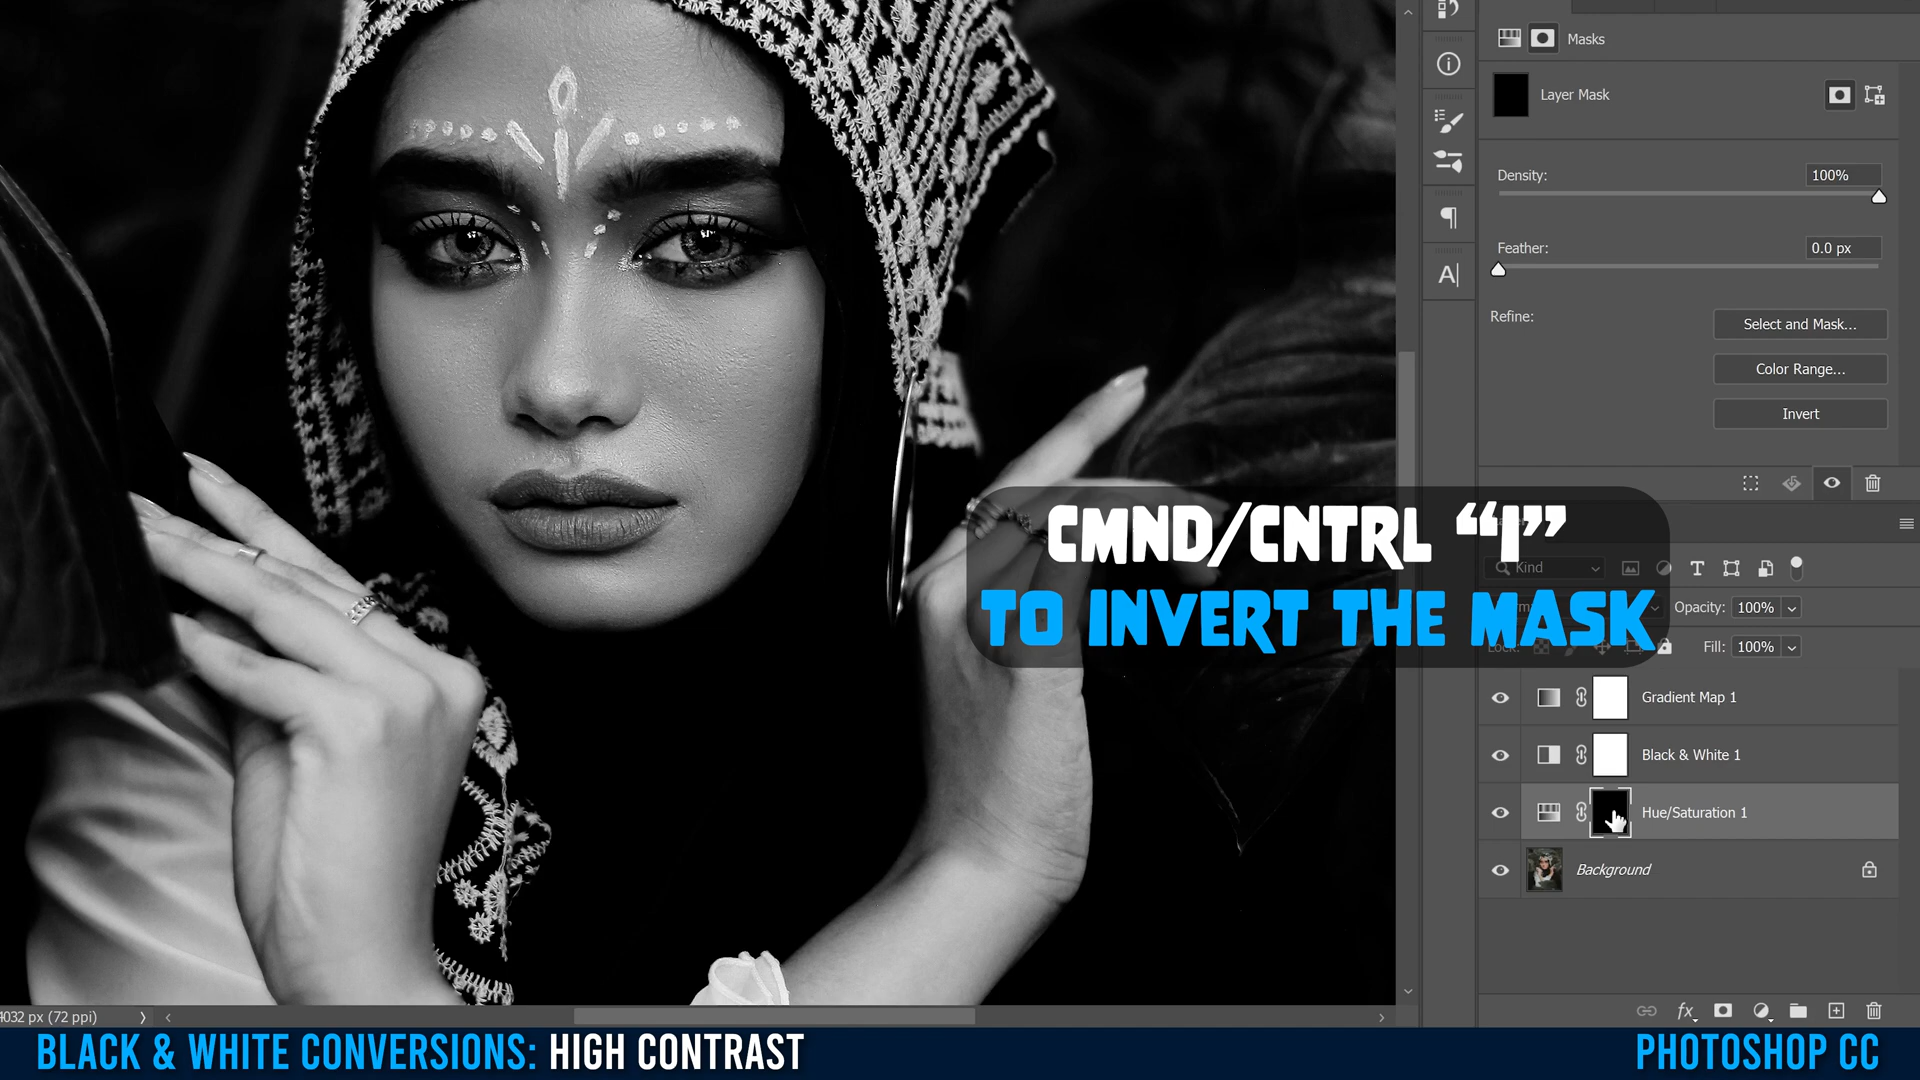 Masks
Layer Mask
Density:
100%
Feather:
0.0 px
Refine:
Select and Mask...
Color Range...
Invert
CMND/CNTRL “I”
TO INVERT THE MASK
Kind
Opacity: 100%
Lock:
Fill: 100%
Gradient Map 1
Black & White 1
Hue/Saturation 1
Background
4032 px (72 ppi)
BLACK & WHITE CONVERSIONS: HIGH CONTRAST
PHOTOSHOP CC